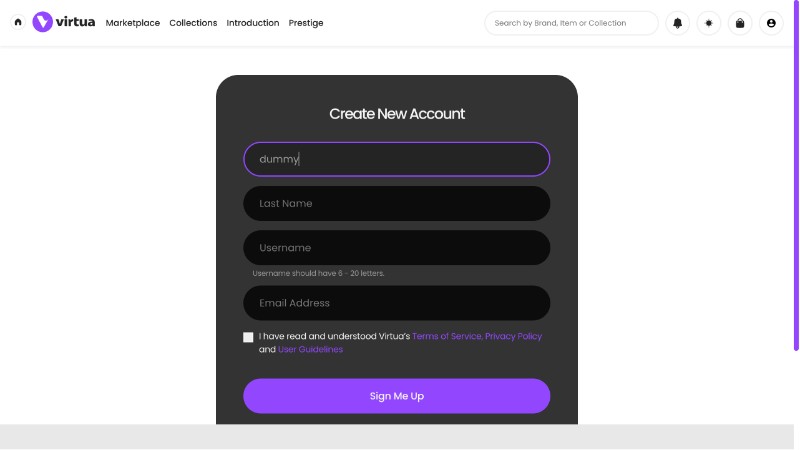 virtua Marketplace Collections Introduction Prestige Search by Brand, Item or Collection
Create New Account
dummy
Last Name
Username
Username should have 6 - 20 letters.
Email Address
I have read and understood Virtua's Terms of Service, Privacy Policy
and User Guidelines
Sign Me Up